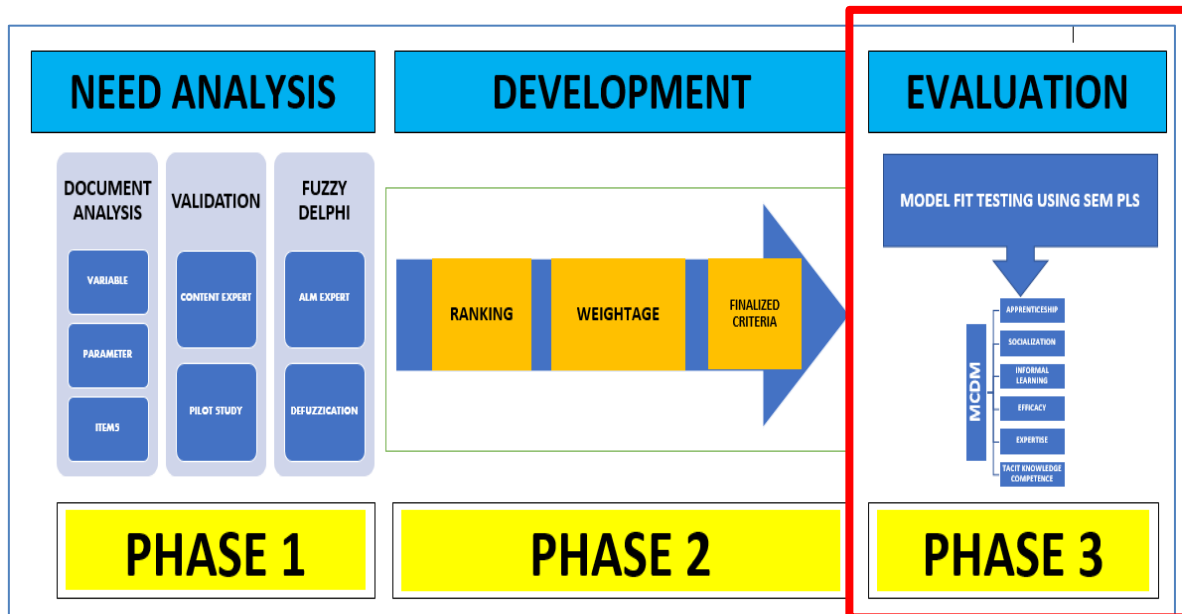 NEED ANALYSIS
DEVELOPMENT
EVALUATION
DOCUMENT
ANALYSIS
VARIABLE
PARAMETER
ITEMS
VALIDATION
CONTENT EXPERT
PILOT STUDY
FUZZY
DELPHI
ALM EXPERT
DEFUZZICATION
RANKING
WEIGHTAGE
FINALIZED
CRITERIA
MODEL FIT TESTING USING SEM PLS
MCDM
APPRENTICESHIP
SOCIALIZATION
INFORMAL
LEARNING
EFFICACY
EXPERTISE
TACIT KNOWLEDGE
COMPETENCE
PHASE 1
PHASE 2
PHASE 3